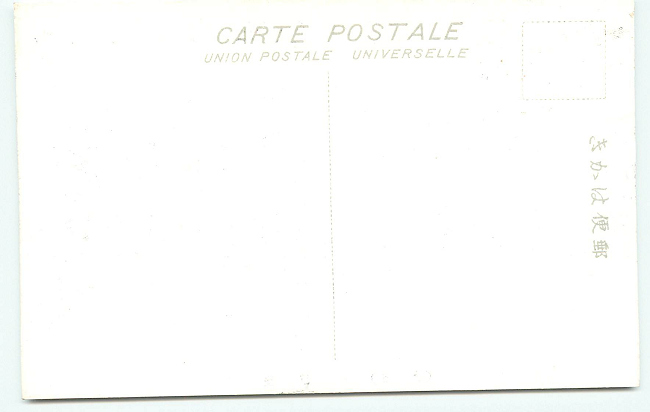 CARTE POSTALE
UNION POSTALE UNIVERSELLE
郵便はかき